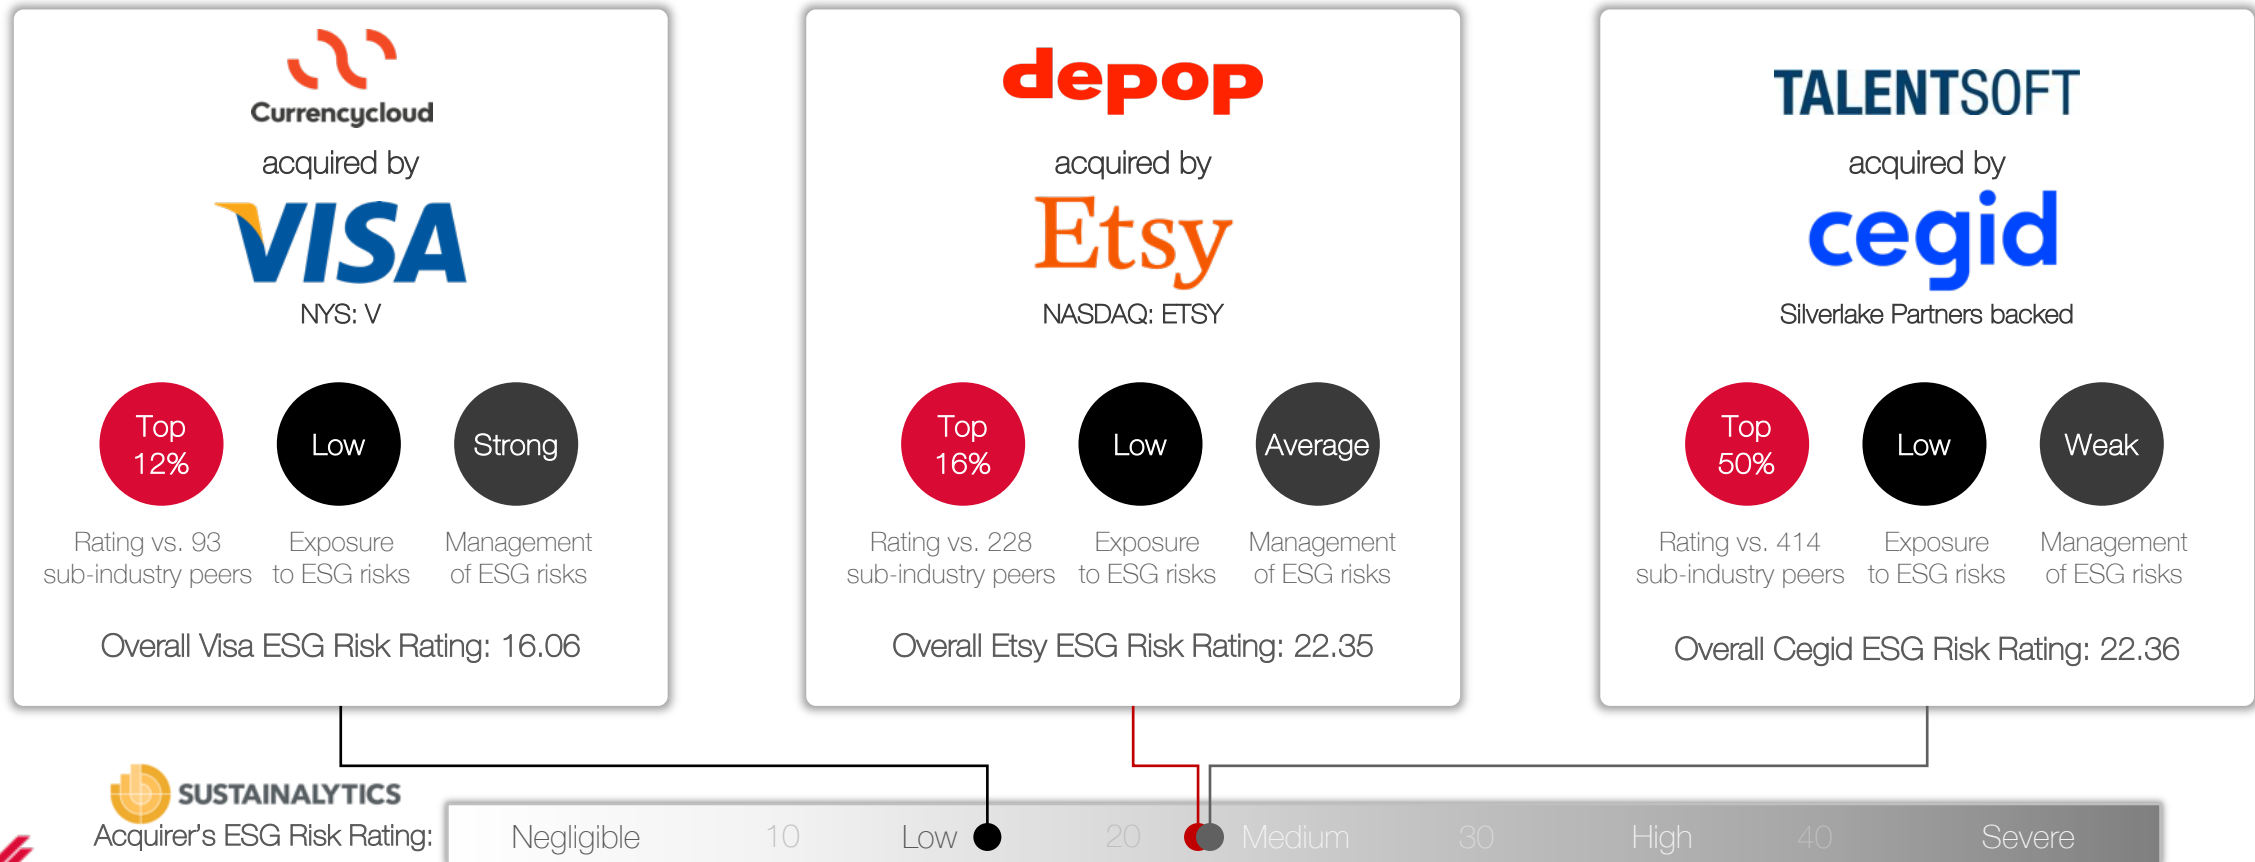 Currencycloud
acquired by
VISA
NYS: V
Top
12%
Low
Strong
Rating vs. 93
sub-industry peers
Exposure
to ESG risks
Management
of ESG risks
Overall Visa ESG Risk Rating: 16.06
depop
acquired by
Etsy
NASDAQ: ETSY
Top
16%
Low
Average
Rating vs. 228
sub-industry peers
Exposure
to ESG risks
Management
of ESG risks
Overall Etsy ESG Risk Rating: 22.35
TALENTSOFT
acquired by
cegid
Silverlake Partners backed
Top
50%
Low
Weak
Rating vs. 414
sub-industry peers
Exposure
to ESG risks
Management
of ESG risks
Overall Cegid ESG Risk Rating: 22.36
SUSTAINALYTICS
Acquirer's ESG Risk Rating:
Negligible 10 Low 20 Medium 30 High 40 Severe